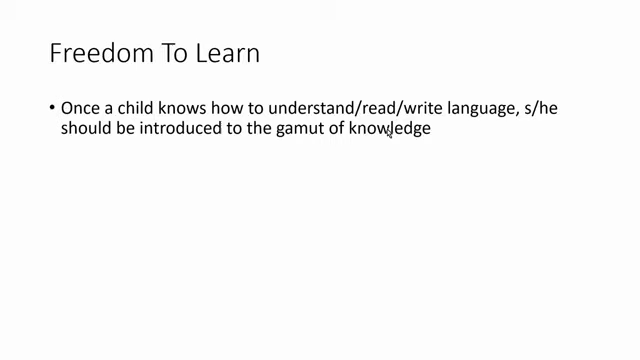 Freedom To Learn
• Once a child knows how to understand/read/write language, s/he
should be introduced to the gamut of knowledge